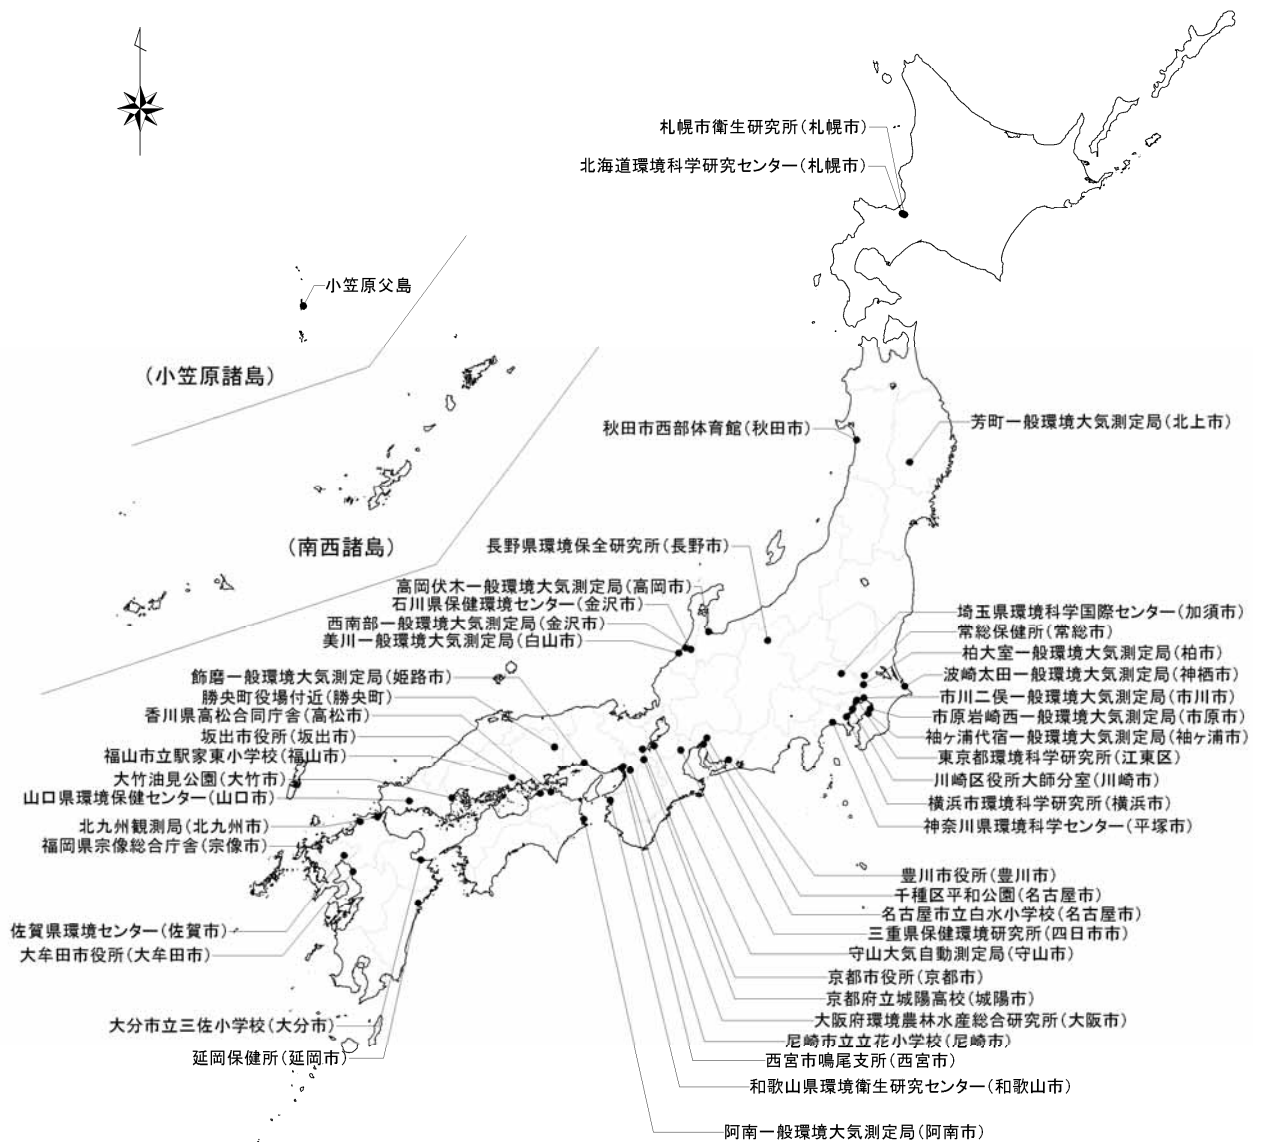 札幌市衛生研究所(札幌市)
北海道環境科学研究センター(札幌市)
小笠原父島
(小笠原諸島)
秋田市西部体育館(秋田市)
芳町一般環境大気測定局(北上市)
(南西諸島)
長野県環境保全研究所(長野市)
高岡伏木一般環境大気測定局(高岡市)
石川県保健環境センター(金沢市)
西南部一般環境大気測定局(金沢市)
美川一般環境大気測定局(白山市)
飾磨一般環境大気測定局(姫路市)
勝央町役場付近(勝央町)
香川県高松合同庁舎(高松市)
坂出市役所(坂出市)
福山市立駅家東小学校(福山市)
大竹油見公園(大竹市)
山口県環境保健センター(山口市)
北九州観測局(北九州市)
福岡県宗像総合庁舎(宗像市)
佐賀県環境センター(佐賀市)
大牟田市役所(大牟田市)
大分市立三佐小学校(大分市)
延岡保健所(延岡市)
埼玉県環境科学国際センター(加須市)
常総保健所(常総市)
柏大室一般環境大気測定局(柏市)
波崎太田一般環境大気測定局(神栖市)
市川二俣一般環境大気測定局(市川市)
市原岩崎西一般環境大気測定局(市原市)
袖ヶ浦代宿一般環境大気測定局(袖ヶ浦市)
東京都環境科学研究所(江東区)
川崎区役所大師分室(川崎市)
横浜市環境科学研究所(横浜市)
神奈川県環境科学センター(平塚市)
豊川市役所(豊川市)
千種区平和公園(名古屋市)
名古屋市立白水小学校(名古屋市)
三重県保健環境研究所(四日市市)
守山大気自動測定局(守山市)
京都市役所(京都市)
京都府立城陽高校(城陽市)
大阪府環境農林水産総合研究所(大阪市)
尼崎市立立花小学校(尼崎市)
西宮市鳴尾支所(西宮市)
和歌山県環境衛生研究センター(和歌山市)
阿南一般環境大気測定局(阿南市)